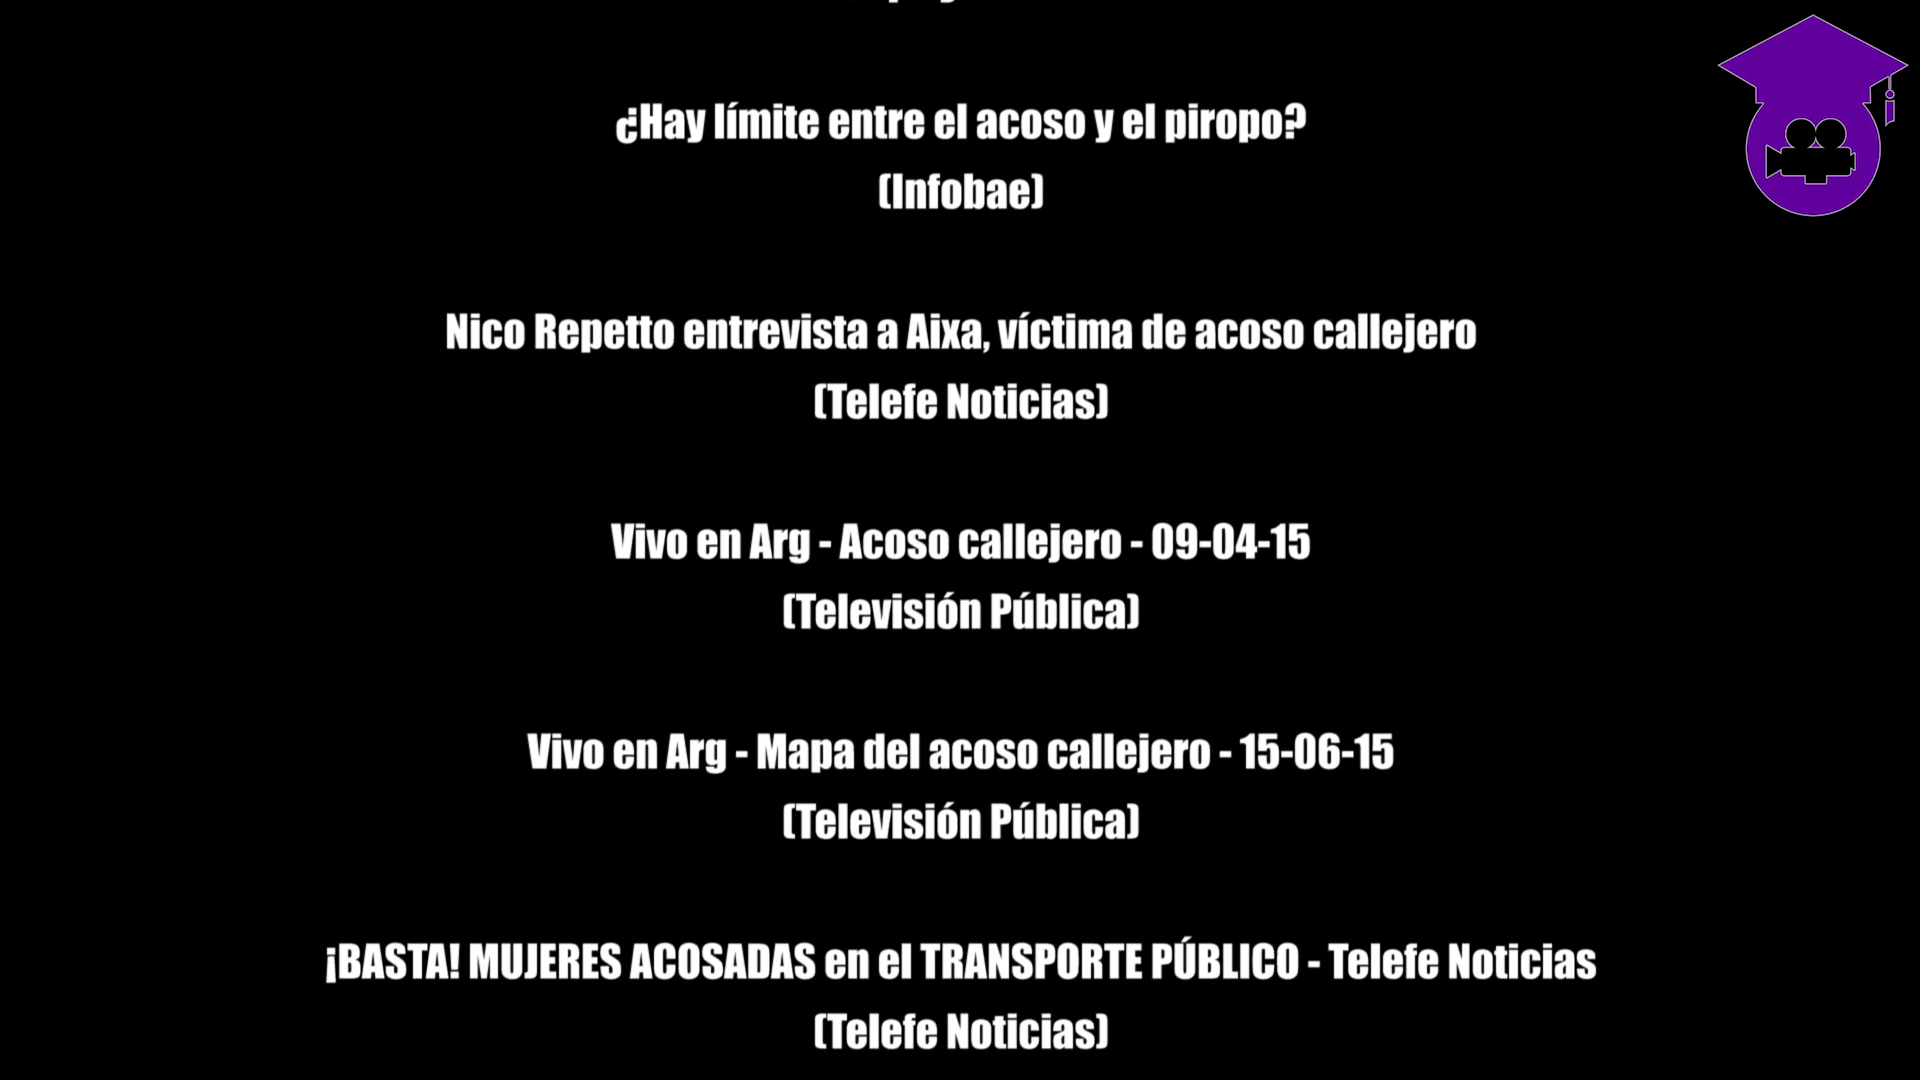 ¿Hay límite entre el acoso y el piropo?
(Infobae)
Nico Repetto entrevista a Aixa, víctima de acoso callejero
(Telefe Noticias)
Vivo en Arg - Acoso callejero - 09-04-15
(Televisión Pública)
Vivo en Arg - Mapa del acoso callejero - 15-06-15
(Televisión Pública)
¡BASTA! MUJERES ACOSADAS en el TRANSPORTE PÚBLICO - Telefe Noticias
(Telefe Noticias)